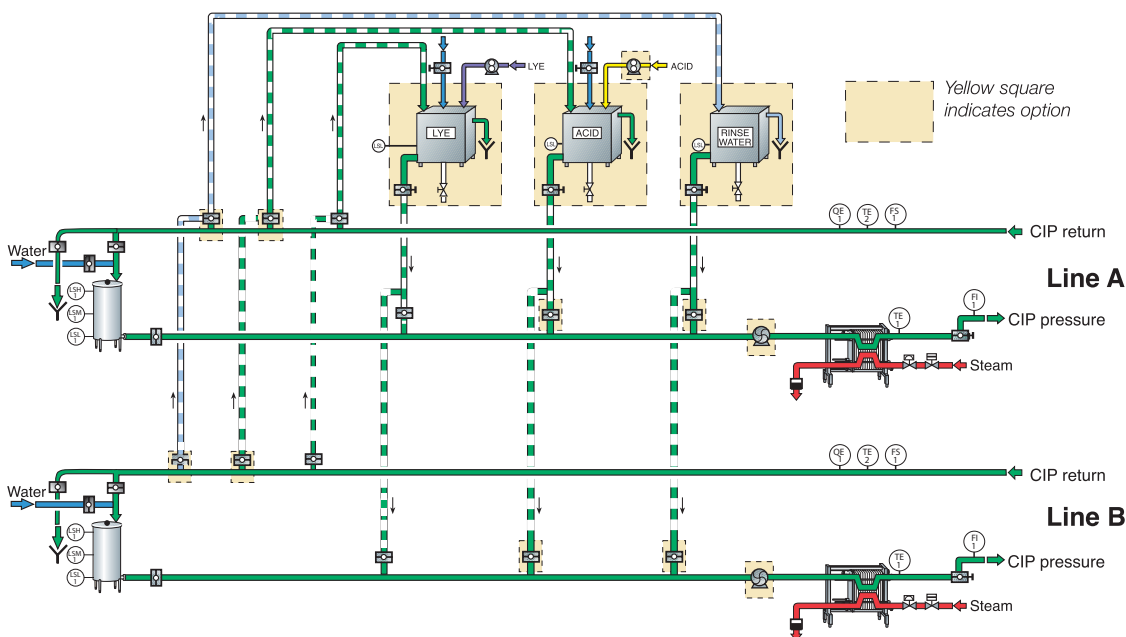 LYE
ACID
Yellow square
indicates option
LYE
ACID
RINSE
WATER
LSL
LSL
LSL
QE
1
TE
2
FS
1
CIP return
Water
Line A
LSH
1
LSM
1
LSL
1
FI
1
TE
1
CIP pressure
Steam
QE
1
TE
2
FS
1
CIP return
Water
Line B
LSH
1
LSM
1
LSL
1
FI
1
TE
1
CIP pressure
Steam